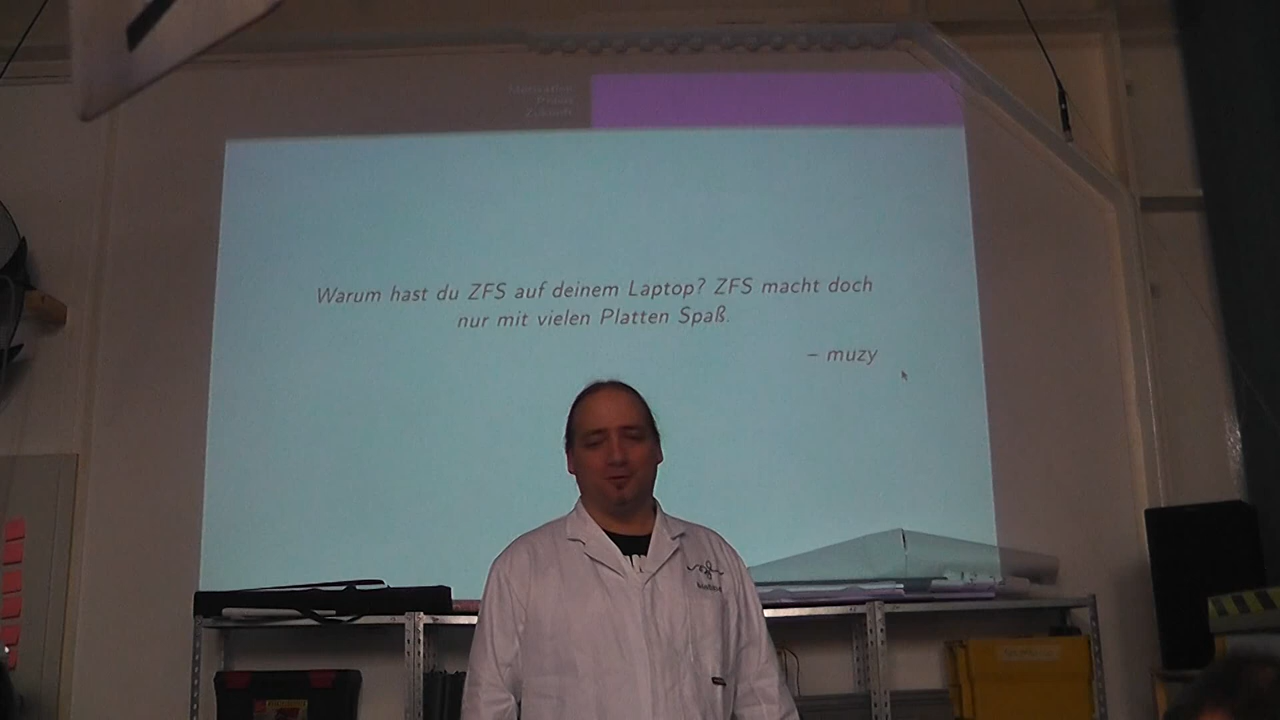 Warum hast du ZFS auf deinem Laptop? ZFS macht doch
nur mit vielen Platten Spaß.
– muzy